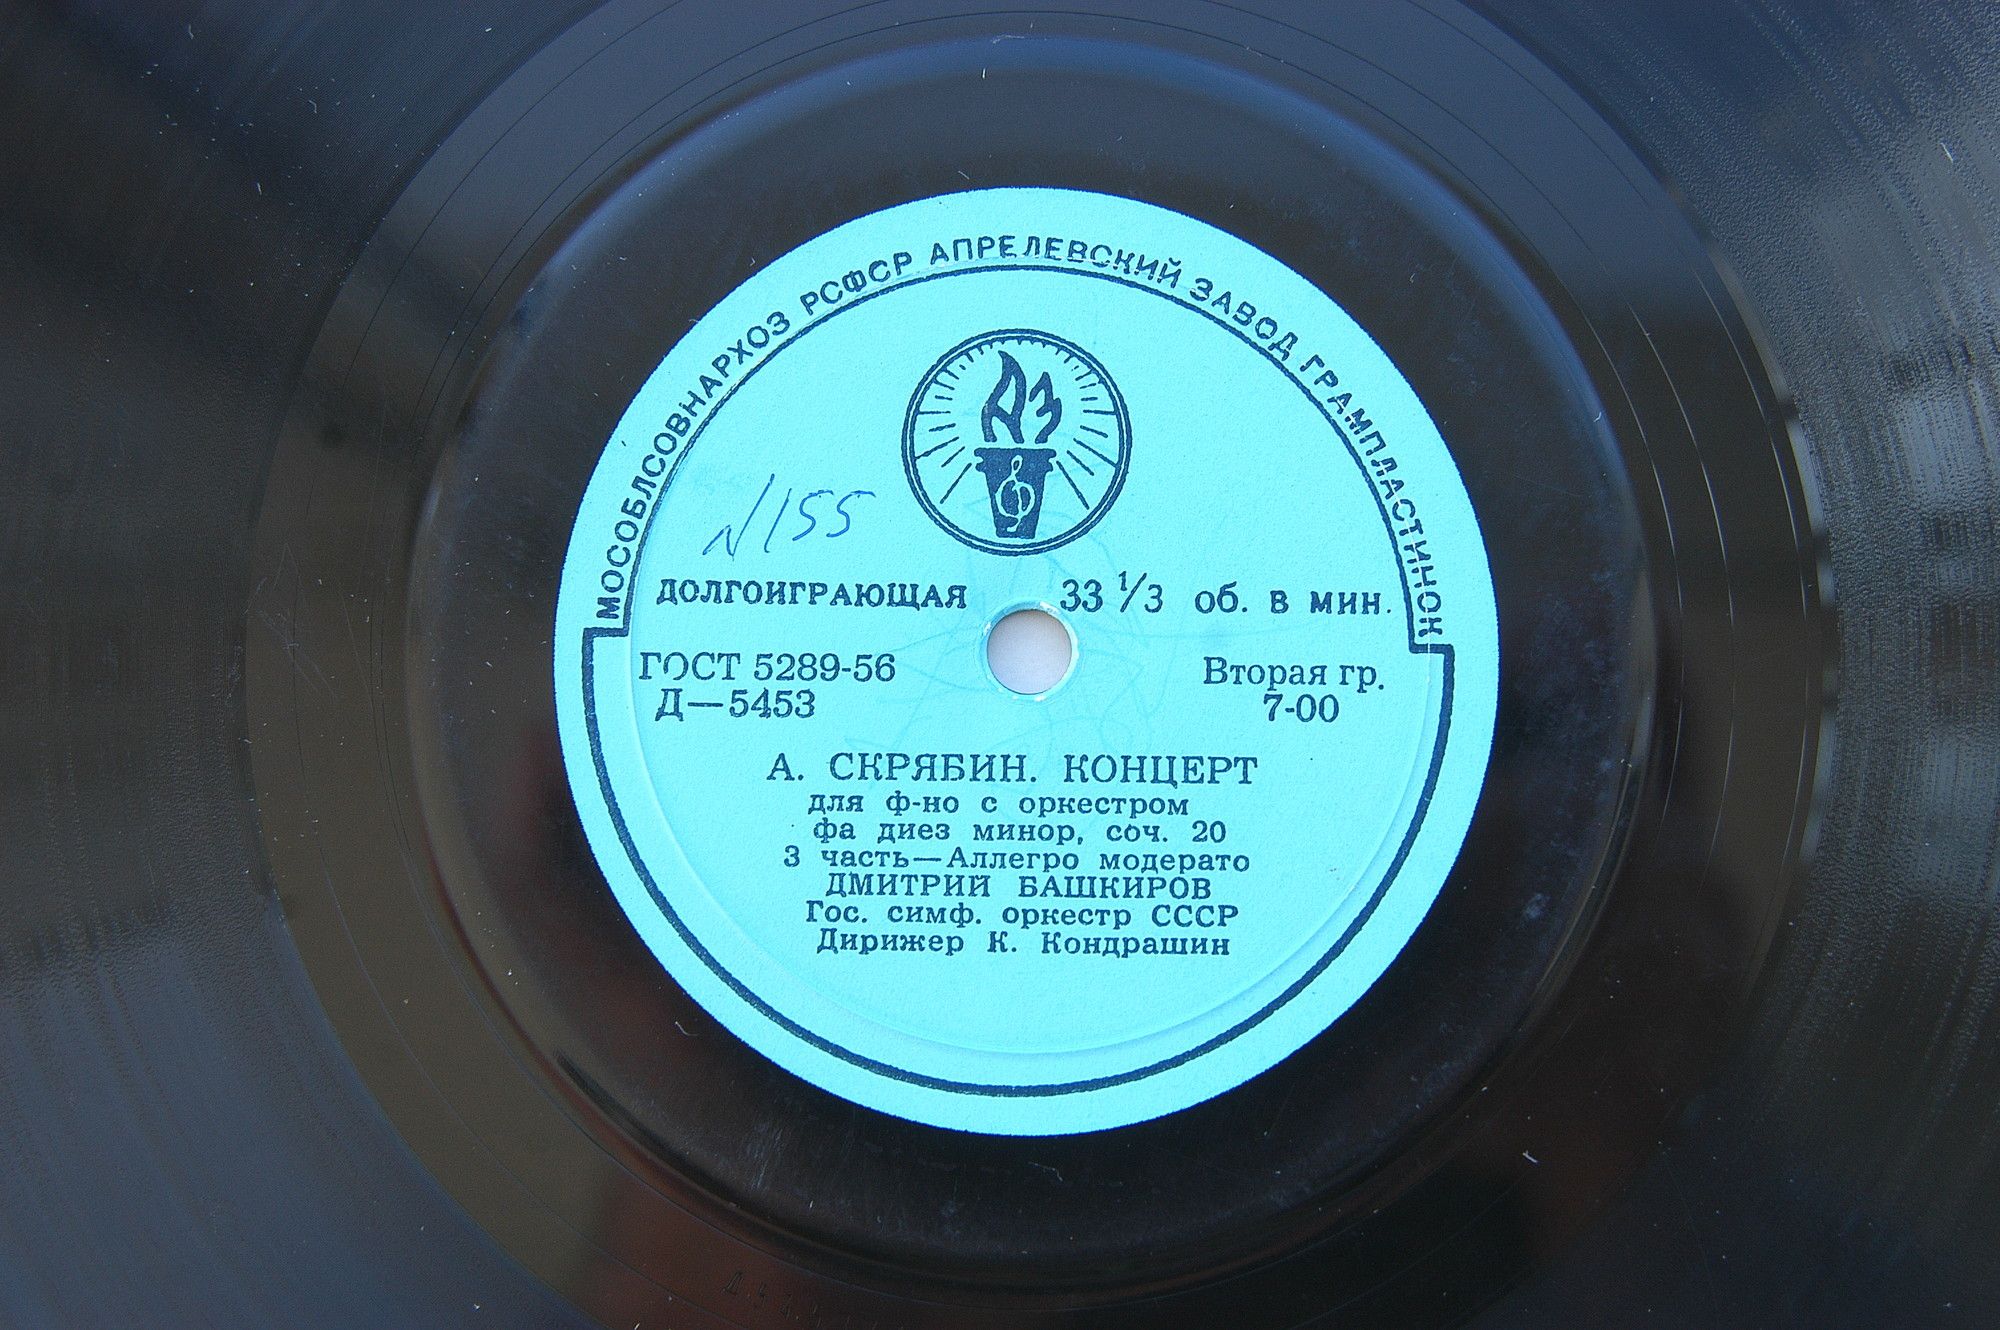 МОСОБЛСОВНАРХОЗ РСФСР АПРЕЛЕВСКИЙ ЗАВОД ГРАМПЛАСТИНОК
АЗ
N155
ДОЛГОИГРАЮЩАЯ 33 1/3 об. в мин.
ГОСТ 5289-56 Вторая гр.
Д—5453 7-00
А. СКРЯБИН. КОНЦЕРТ
для ф-но с оркестром
фа диез минор, соч. 20
3 часть—Аллегро модерато
ДМИТРИЙ БАШКИРОВ
Гос. симф. оркестр СССР
Дирижер К. Кондрашин